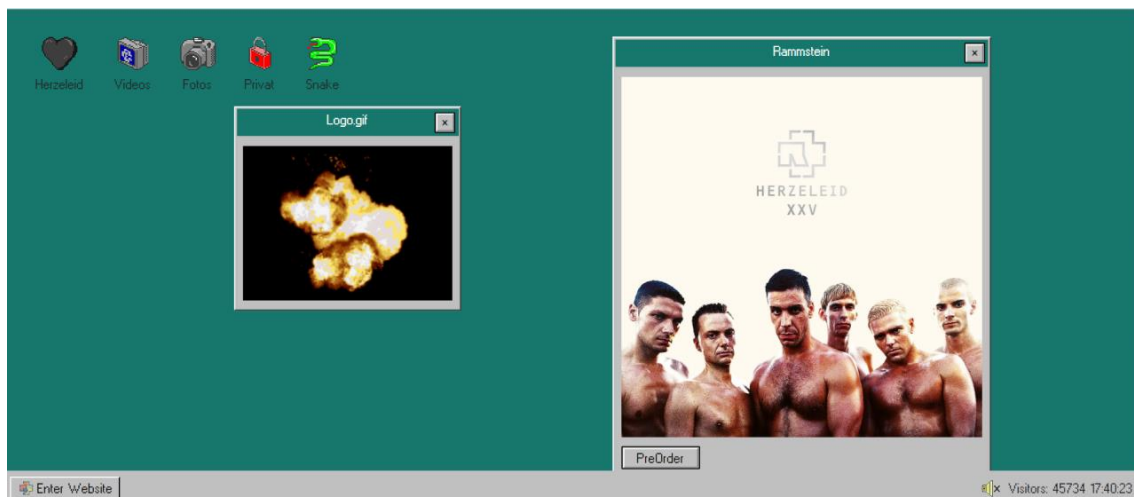 Herzeleid
Videos
Fotos
Privat
Snake
Logo.gif
Rammstein
HERZELEID
XXV
PreOrder
Enter Website
Visitors: 45734 17:40:23